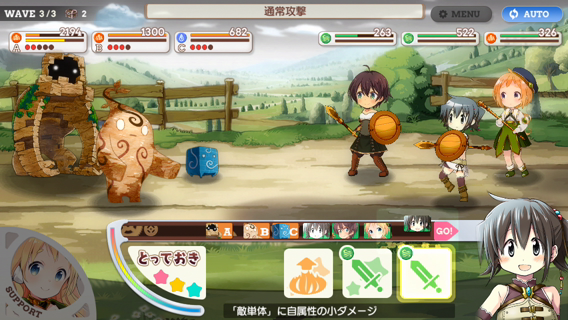 WAVE 3/3 2
通常攻撃
MENU
AUTO
2194
A
1300
B
682
C
263
522
326
A B C GO!
とっておき
SUPPORT
「敵単体」に自属性の小ダメージ